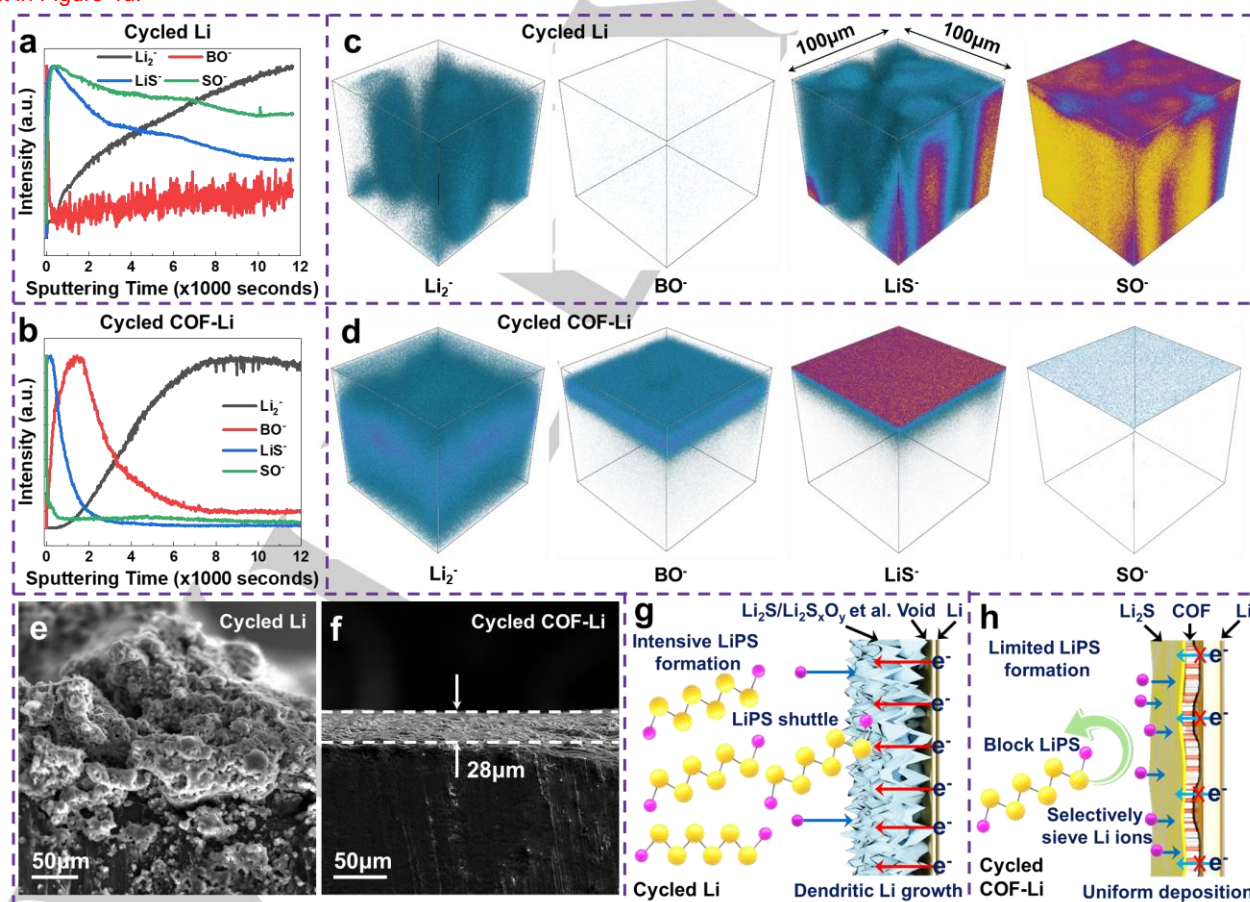 in Figure 4a.
a
Cycled Li
Li₂⁻
BO⁻
LiS⁻
SO⁻
Intensity (a.u.)
0 2 4 6 8 10 12
Sputtering Time (x1000 seconds)
c
Cycled Li
100μm
100μm
Li₂⁻
BO⁻
LiS⁻
SO⁻
b
Cycled COF-Li
Li₂⁻
BO⁻
LiS⁻
SO⁻
Intensity (a.u.)
0 2 4 6 8 10 12
Sputtering Time (x1000 seconds)
d
Cycled COF-Li
Li₂⁻
BO⁻
LiS⁻
SO⁻
e
Cycled Li
50μm
f
Cycled COF-Li
28μm
50μm
g
Li₂S/Li₂SₓOᵧ et al. Void Li
Intensive LiPS
formation
LiPS shuttle
e⁻
e⁻
e⁻
e⁻
e⁻
e⁻
Cycled Li
Dendritic Li growth
h
Li₂S COF Li
Limited LiPS
formation
Block LiPS
Selectively
sieve Li ions
e⁻
e⁻
e⁻
e⁻
Cycled
COF-Li
Uniform deposition